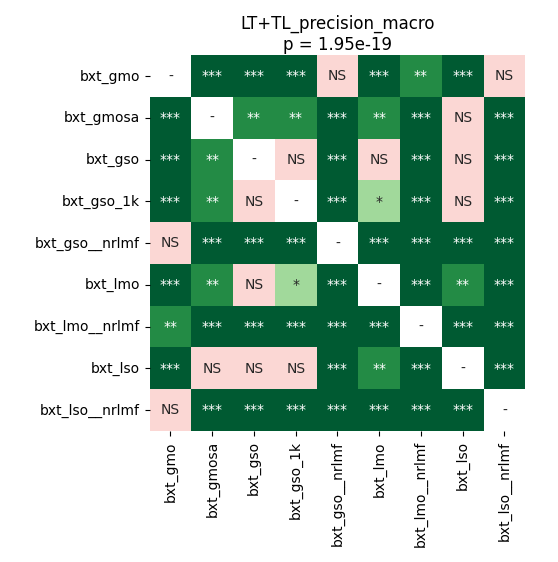 LT+TL_precision_macro
p = 1.95e-19
bxt_gmo - *** *** *** NS *** ** *** NS
bxt_gmosa *** - ** ** *** ** *** NS ***
bxt_gso *** ** - NS *** NS *** NS ***
bxt_gso_1k *** ** NS - *** * *** NS ***
bxt_gso__nrlmf NS *** *** *** - *** *** *** ***
bxt_lmo *** ** NS * *** - *** ** ***
bxt_lmo__nrlmf ** *** *** *** *** *** - *** ***
bxt_lso *** NS NS NS *** ** *** - ***
bxt_lso__nrlmf NS *** *** *** *** *** *** *** -
bxt_gmo
bxt_gmosa
bxt_gso
bxt_gso_1k
bxt_gso__nrlmf
bxt_lmo
bxt_lmo__nrlmf
bxt_lso
bxt_lso__nrlmf